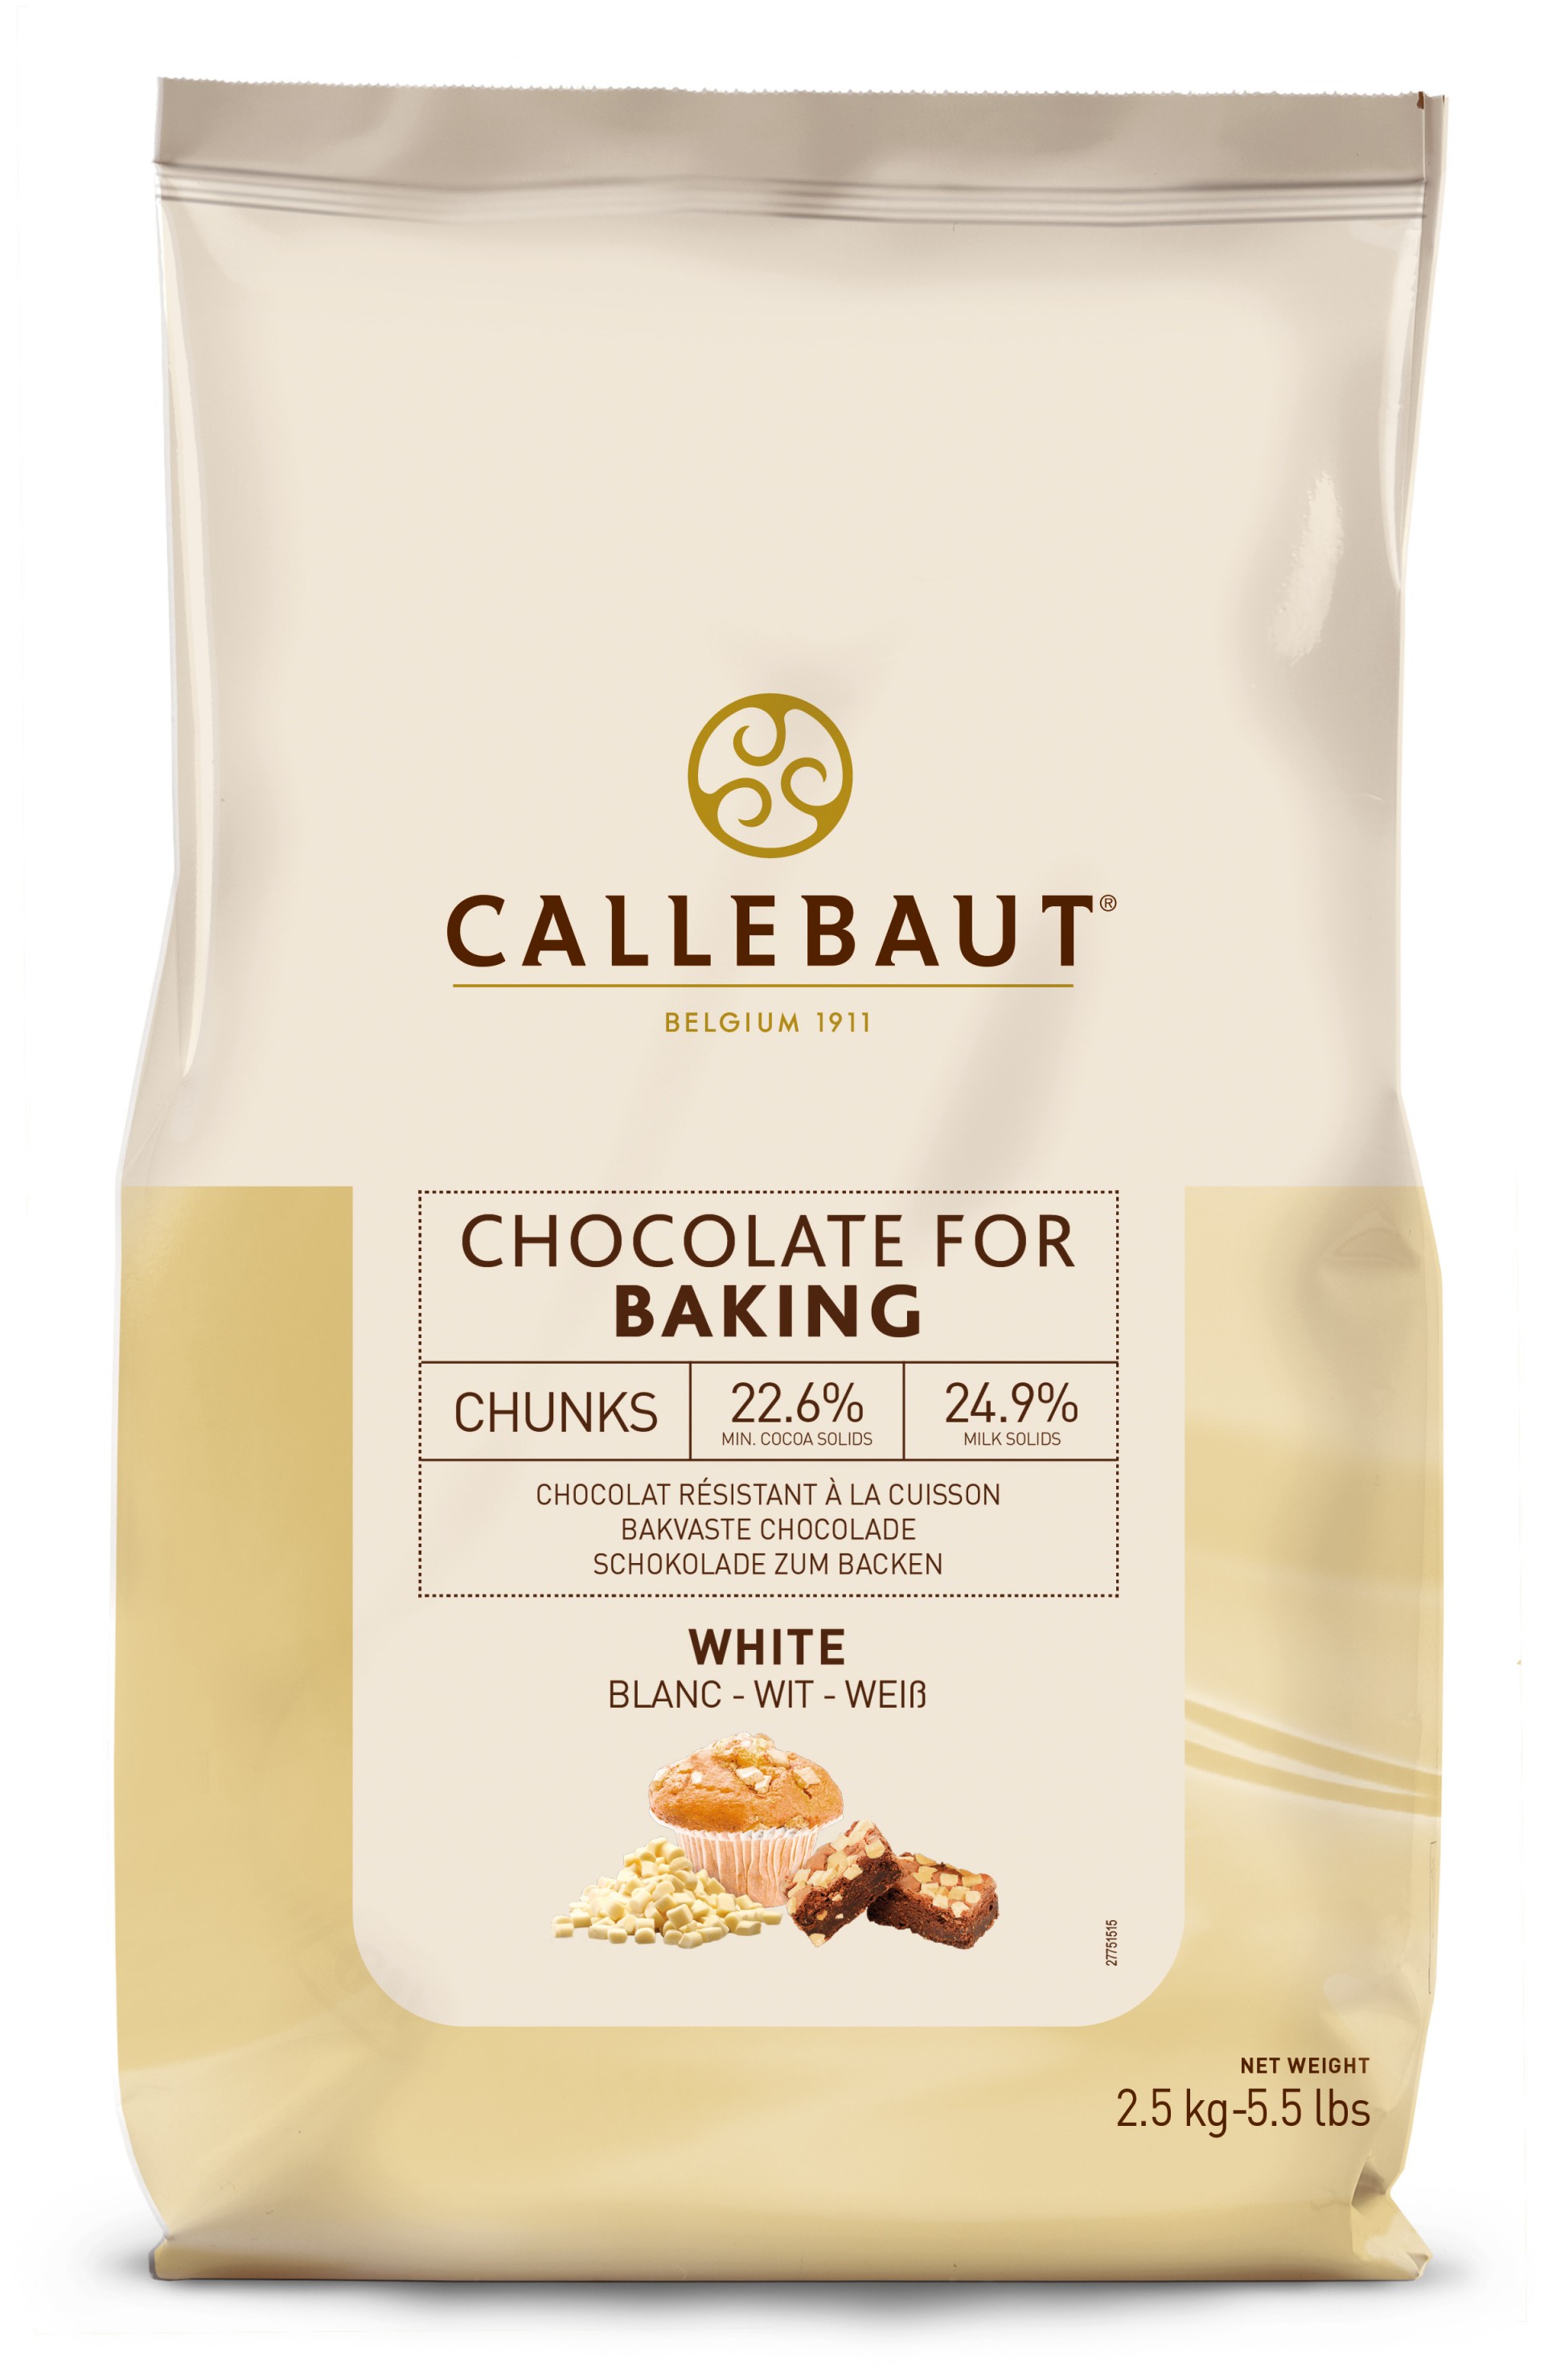 CALLEBAUT®
BELGIUM 1911
CHOCOLATE FOR
BAKING
CHUNKS
22.6%
MIN. COCOA SOLIDS
24.9%
MILK SOLIDS
CHOCOLAT RÉSISTANT À LA CUISSON
BAKVASTE CHOCOLADE
SCHOKOLADE ZUM BACKEN
WHITE
BLANC - WIT - WEIß
27751515
NET WEIGHT
2.5 kg-5.5 lbs